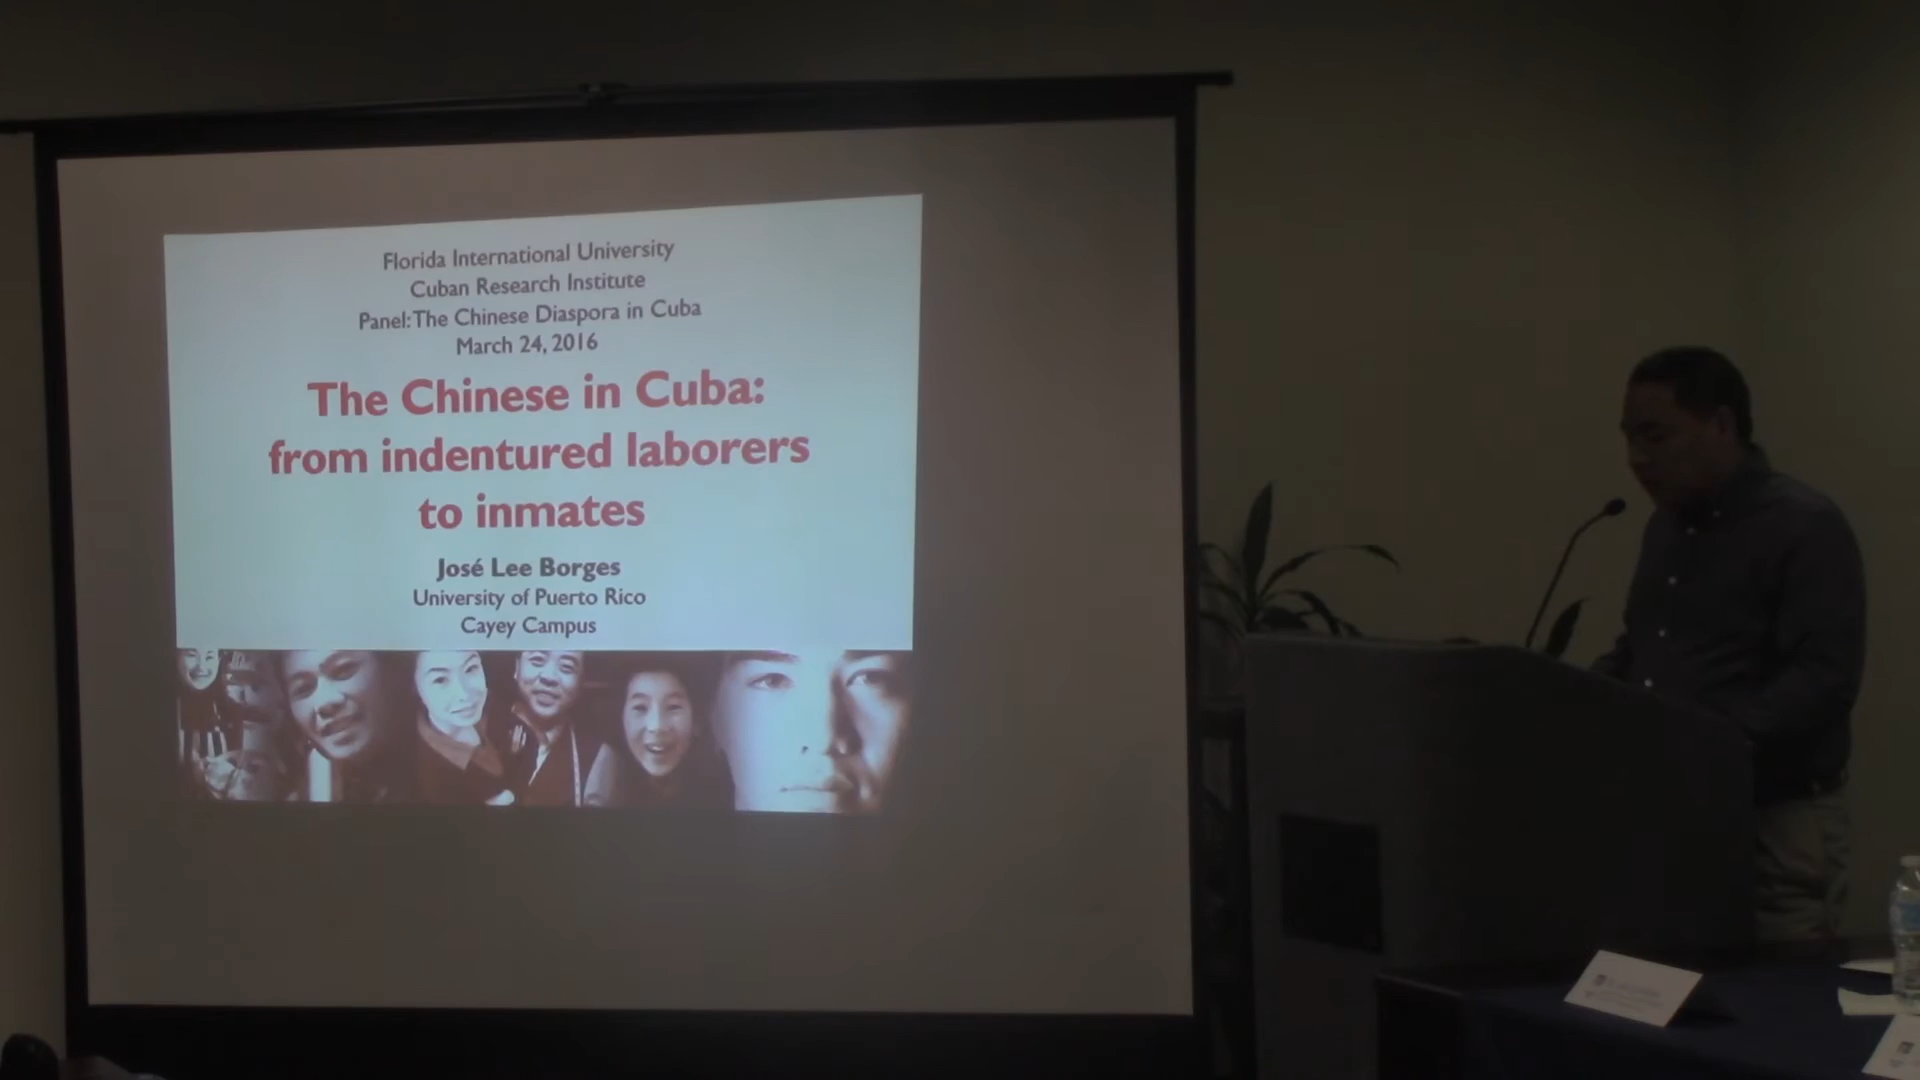 Florida International University
Cuban Research Institute
Panel: The Chinese Diaspora in Cuba
March 24, 2016
The Chinese in Cuba:
from indentured laborers
to inmates
José Lee Borges
University of Puerto Rico
Cayey Campus